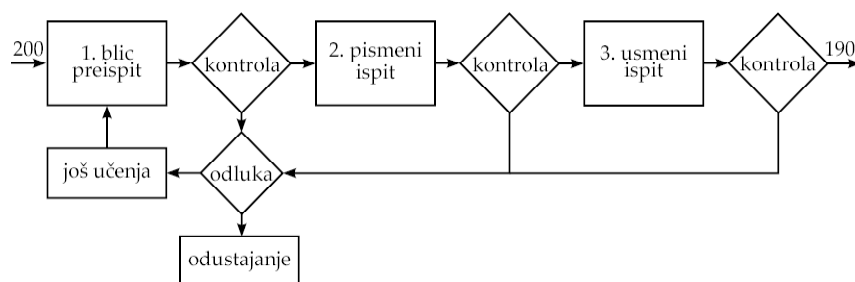 200
1. blic
preispit
kontrola
2. pismeni
ispit
kontrola
3. usmeni
ispit
kontrola
190
još učenja
odluka
odustajanje